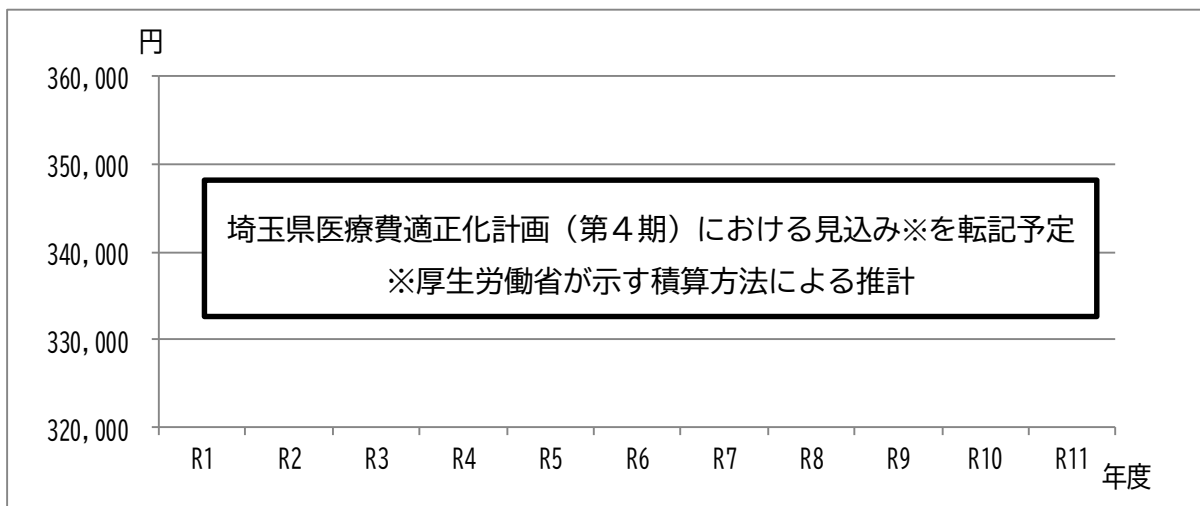 円
360,000
350,000
340,000
330,000
320,000
埼玉県医療費適正化計画（第４期）における見込み※を転記予定
※厚生労働省が示す積算方法による推計
R1 R2 R3 R4 R5 R6 R7 R8 R9 R10 R11
年度